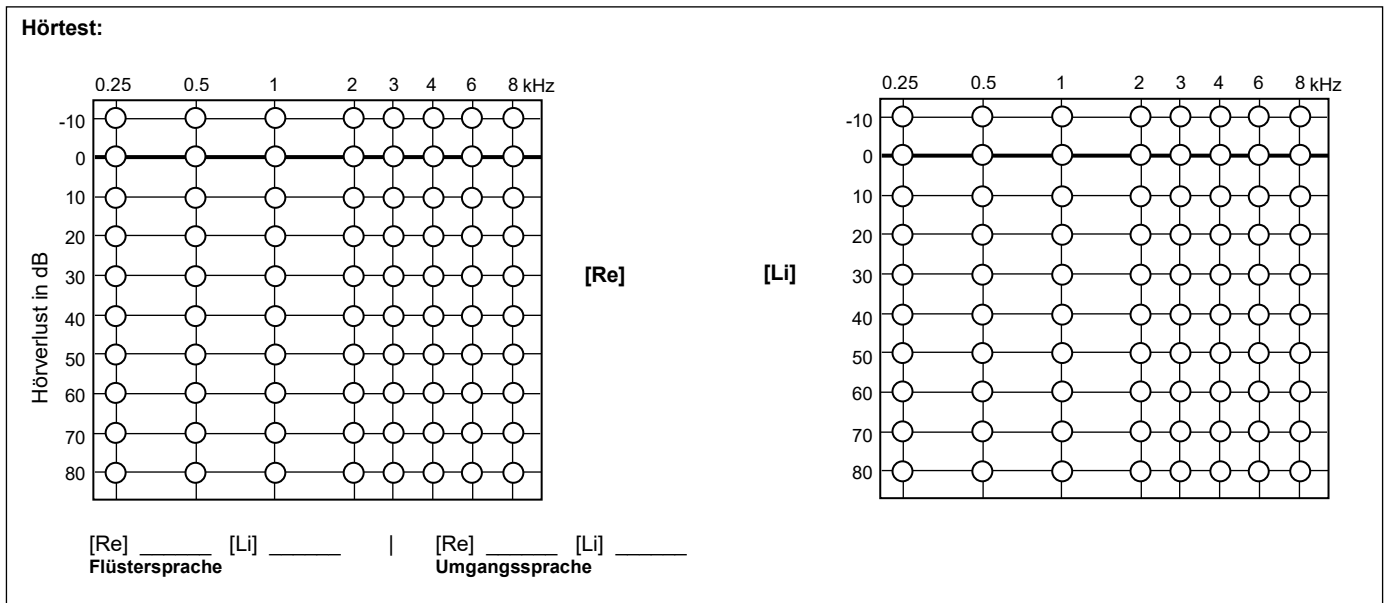 Hörtest:
0.25 0.5 1 2 3 4 6 8 kHz
-10
0
10
20
30
40
50
60
70
80
Hörverlust in dB
[Re]
[Li]
0.25 0.5 1 2 3 4 6 8 kHz
-10
0
10
20
30
40
50
60
70
80
[Re] ______ [Li] ______ | [Re] ______ [Li] ______
Flüstersprache Umgangssprache